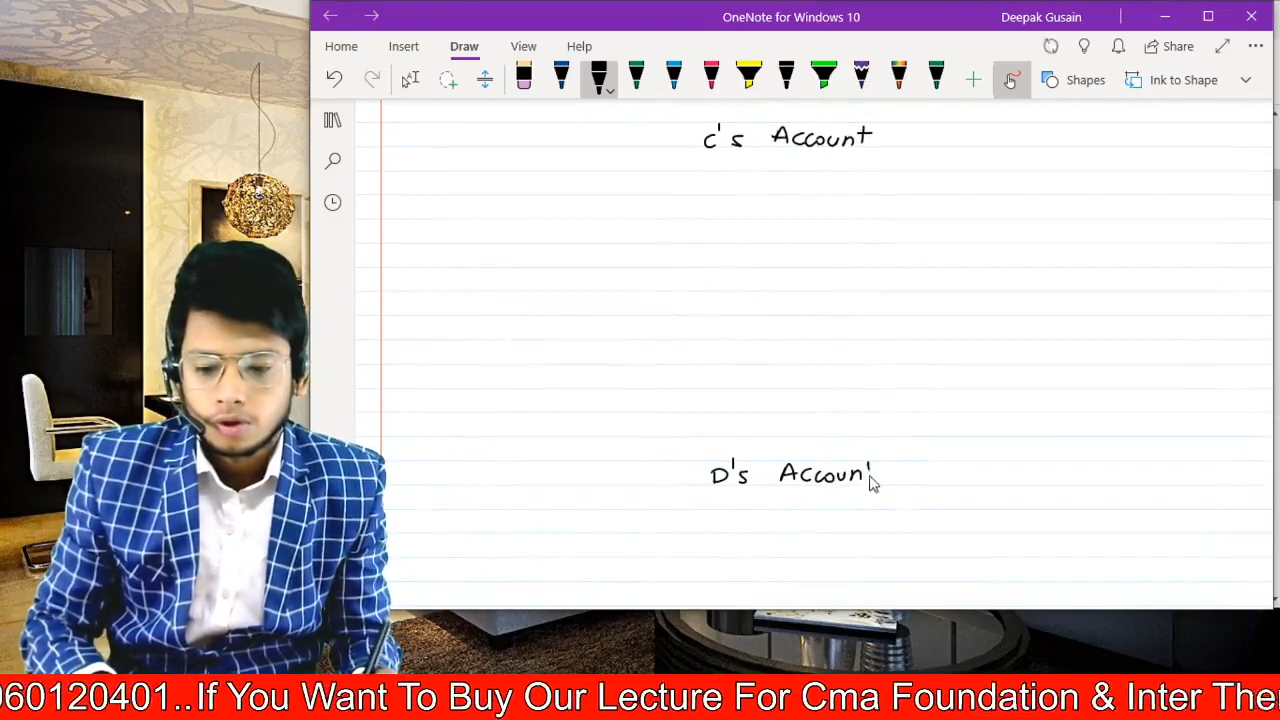 OneNote for Windows 10
Deepak Gusain
Home Insert Draw View Help
Share
Shapes
Ink to Shape
C's Account
D's Accoun
060120401..If You Want To Buy Our Lecture For Cma Foundation & Inter The